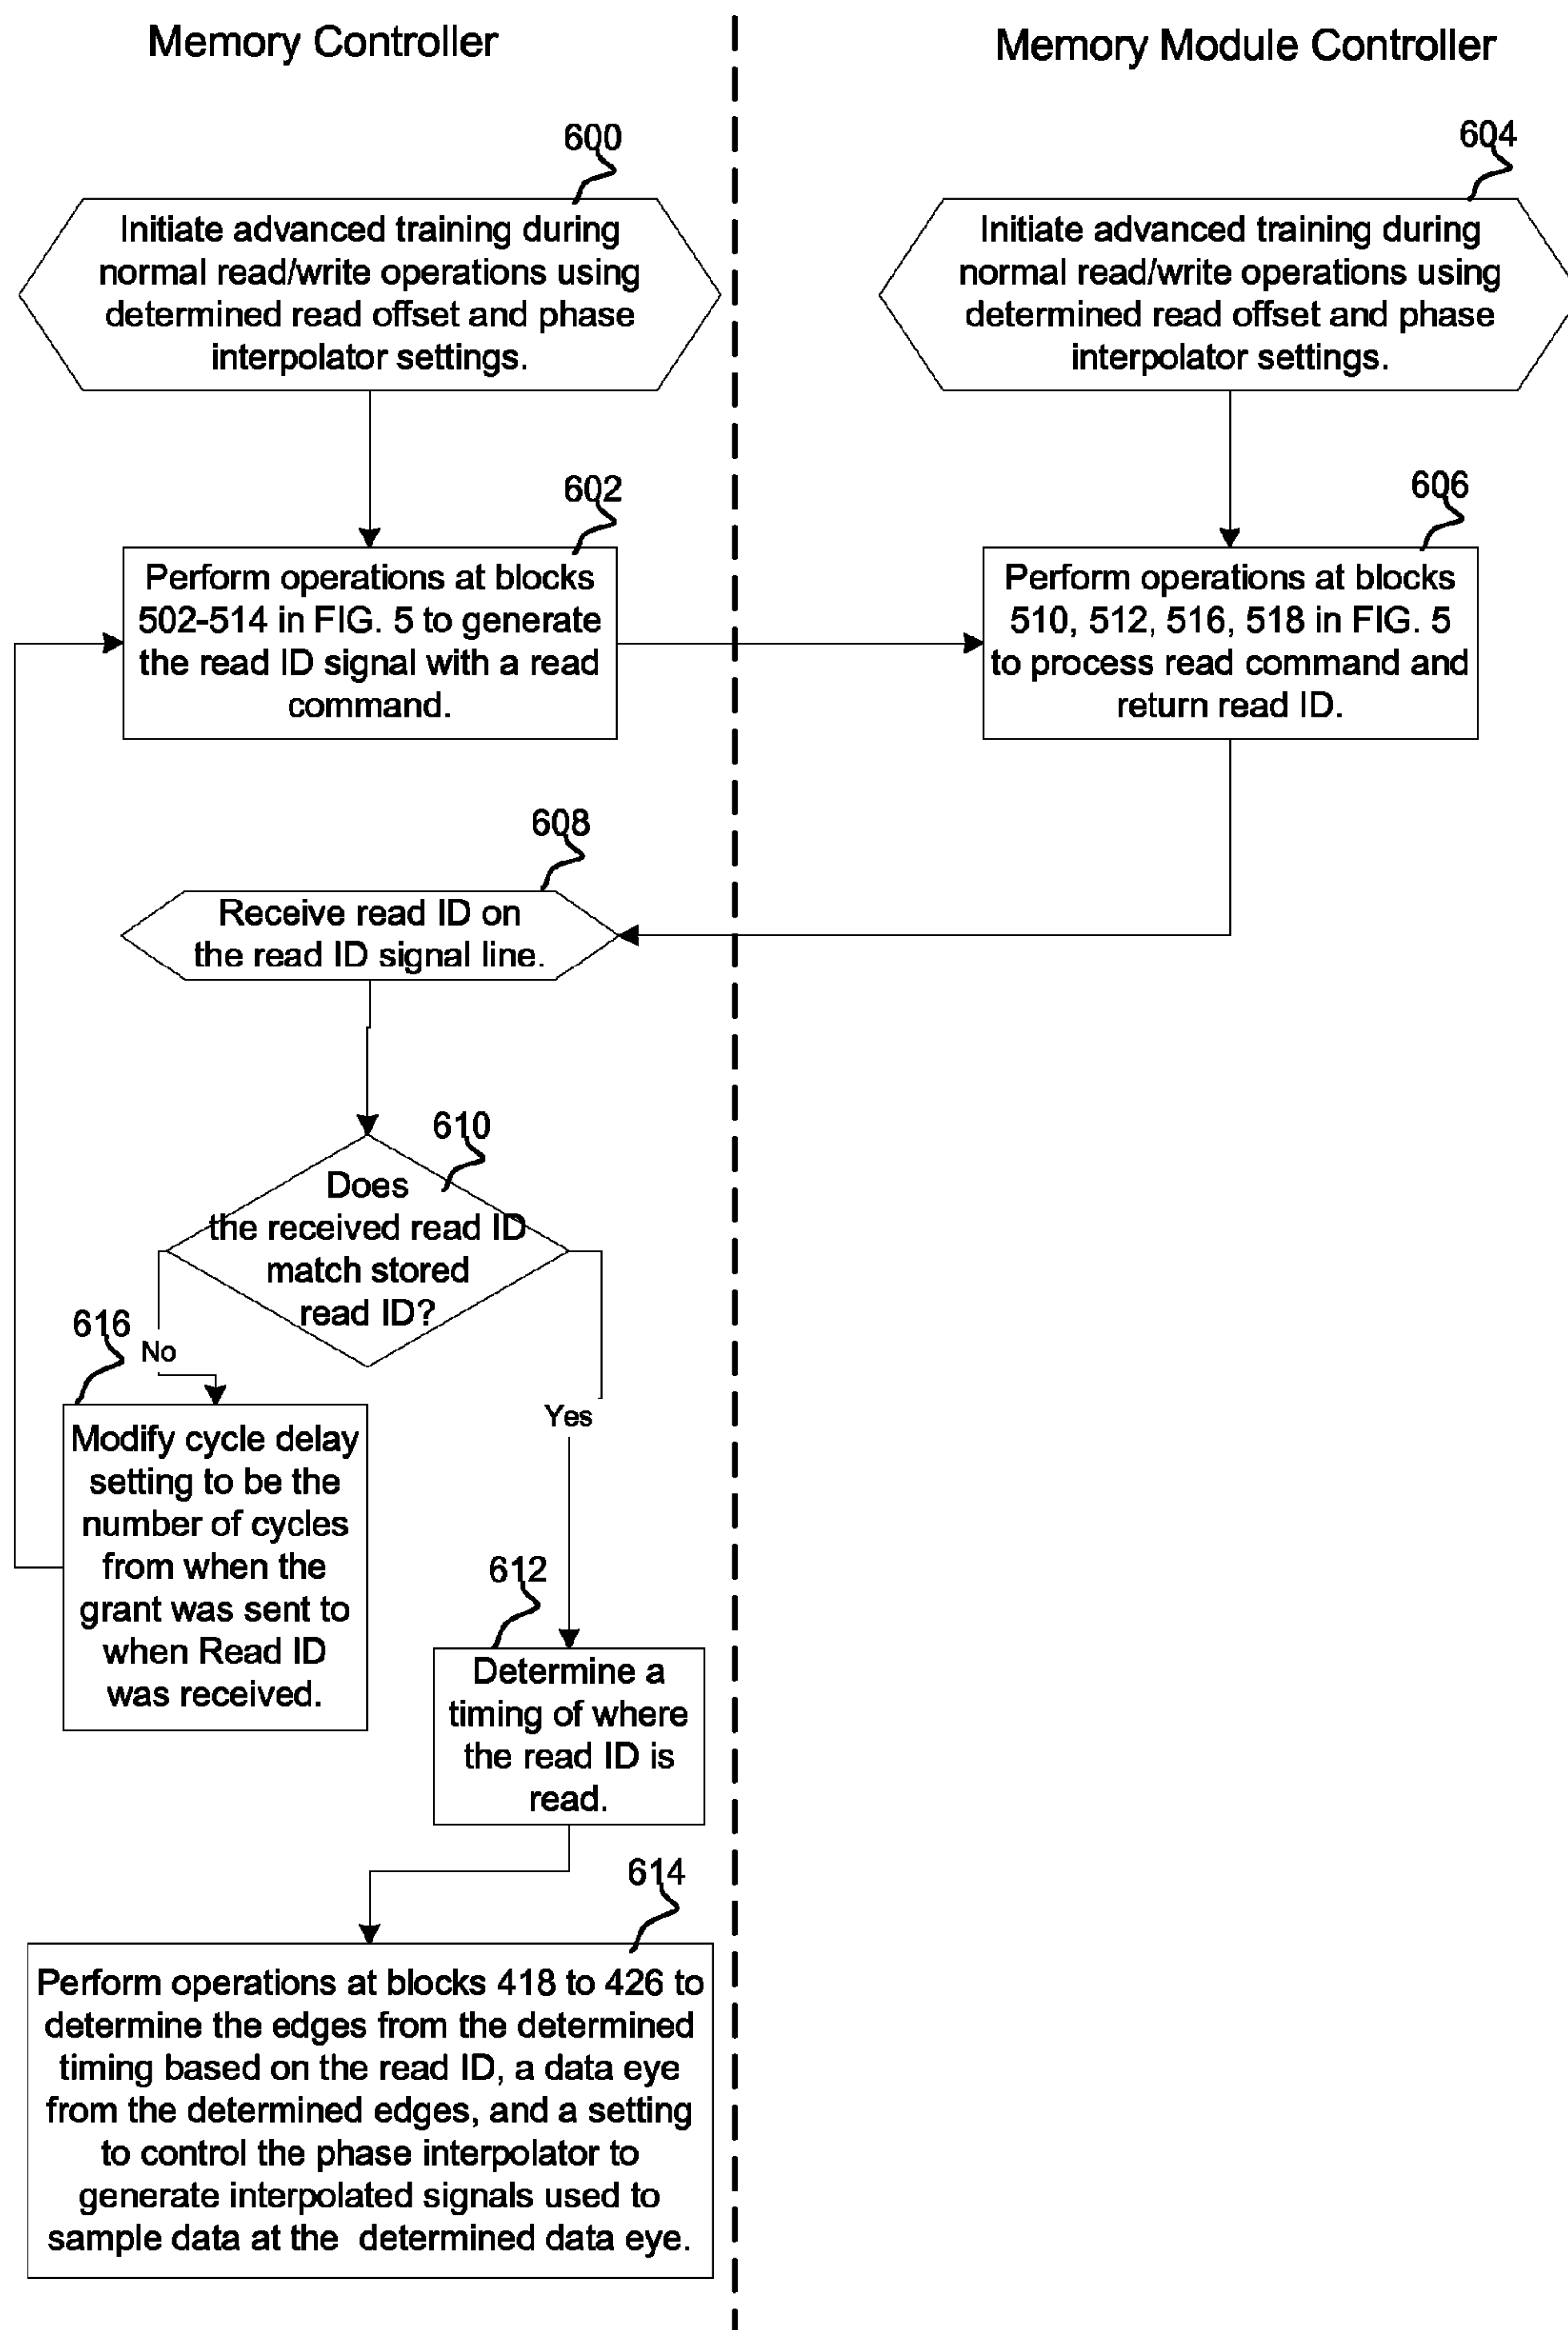 Memory Controller
Memory Module Controller
600
Initiate advanced training during
normal read/write operations using
determined read offset and phase
interpolator settings.
604
Initiate advanced training during
normal read/write operations using
determined read offset and phase
interpolator settings.
602
Perform operations at blocks
502-514 in FIG. 5 to generate
the read ID signal with a read
command.
606
Perform operations at blocks
510, 512, 516, 518 in FIG. 5
to process read command and
return read ID.
608
Receive read ID on
the read ID signal line.
610
Does
the received read ID
match stored
read ID?
616
No
Modify cycle delay
setting to be the
number of cycles
from when the
grant was sent to
when Read ID
was received.
Yes
612
Determine a
timing of where
the read ID is
read.
614
Perform operations at blocks 418 to 426 to
determine the edges from the determined
timing based on the read ID, a data eye
from the determined edges, and a setting
to control the phase interpolator to
generate interpolated signals used to
sample data at the  determined data eye.